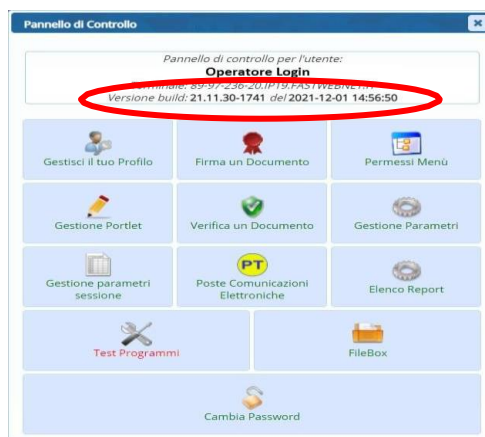 Pannello di Controllo
Pannello di controllo per l'utente:
Operatore Login
Versione build: 21.11.30-1741 del 2021-12-01 14:56:50
Gestisci il tuo Profilo
Firma un Documento
Permessi Menù
Gestione Portlet
Verifica un Documento
Gestione Parametri
PT
Gestione parametri
sessione
Poste Comunicazioni
Elettroniche
Elenco Report
Test Programmi
FileBox
Cambia Password